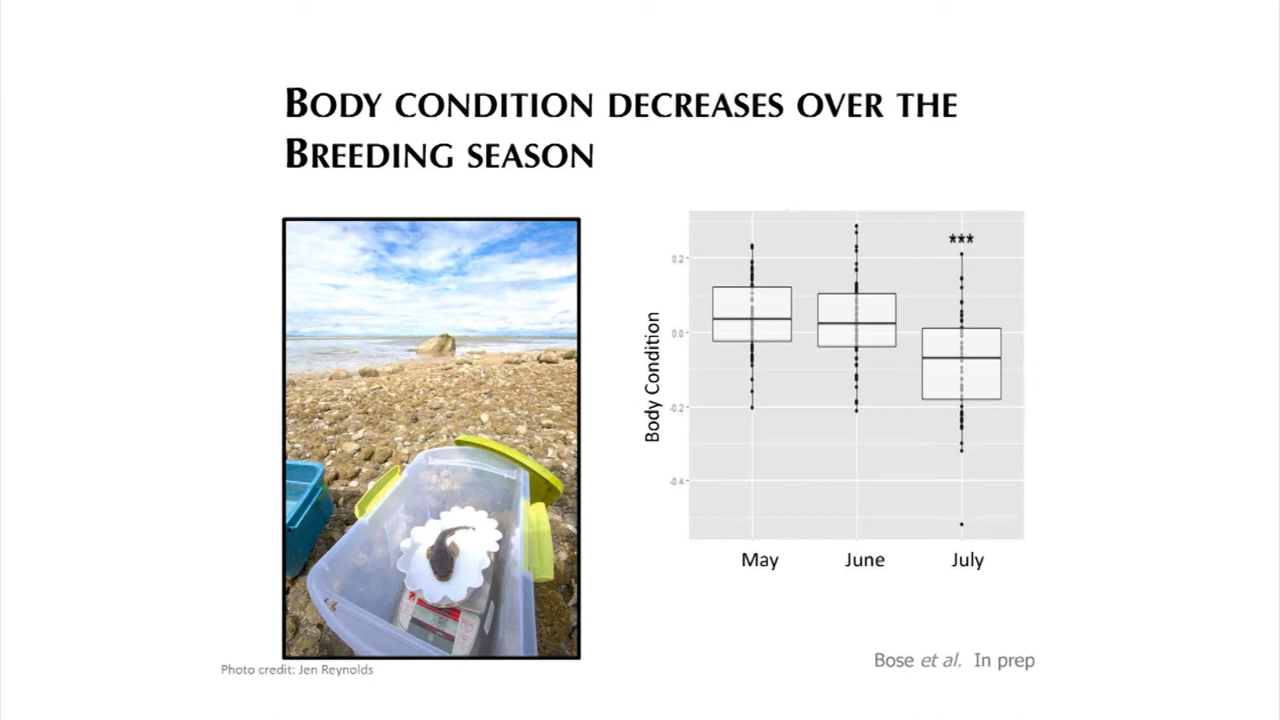 BODY CONDITION DECREASES OVER THE
BREEDING SEASON
***
0.2
0.0
-0.2
-0.4
Body Condition
May June July
Photo credit: Jen Reynolds
Bose et al. In prep